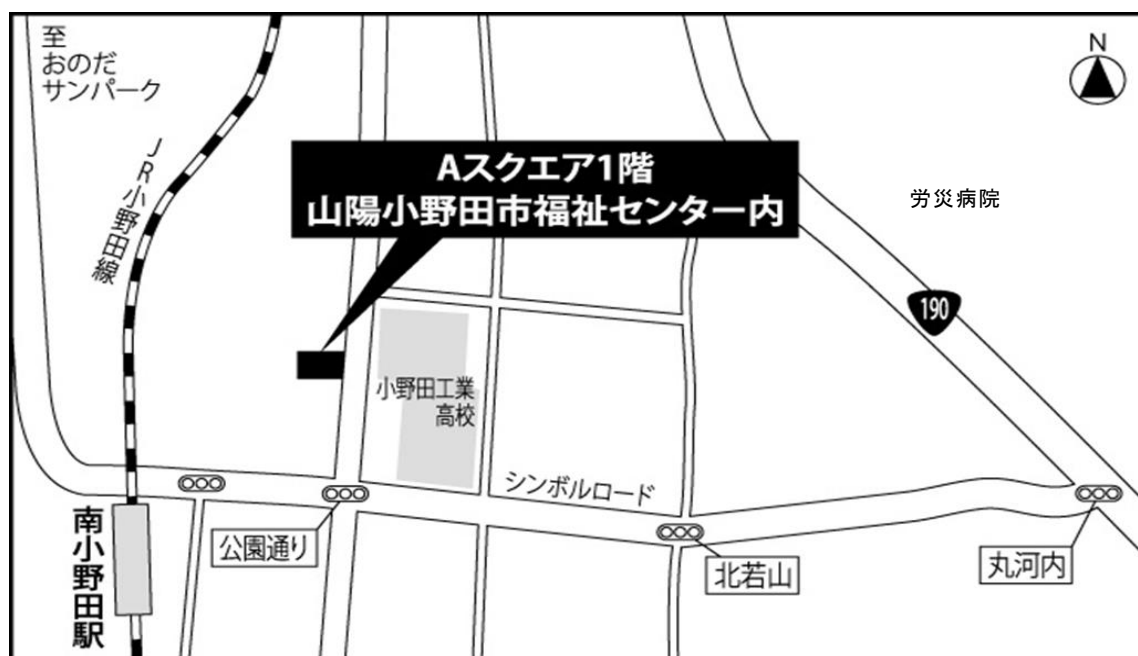 至
おのだ
サンパーク
N
JR小野田線
Aスクエア1階
山陽小野田市福祉センター内
労災病院
190
小野田工業
高校
シンボルロード
南小野田駅
公園通り
北若山
丸河内